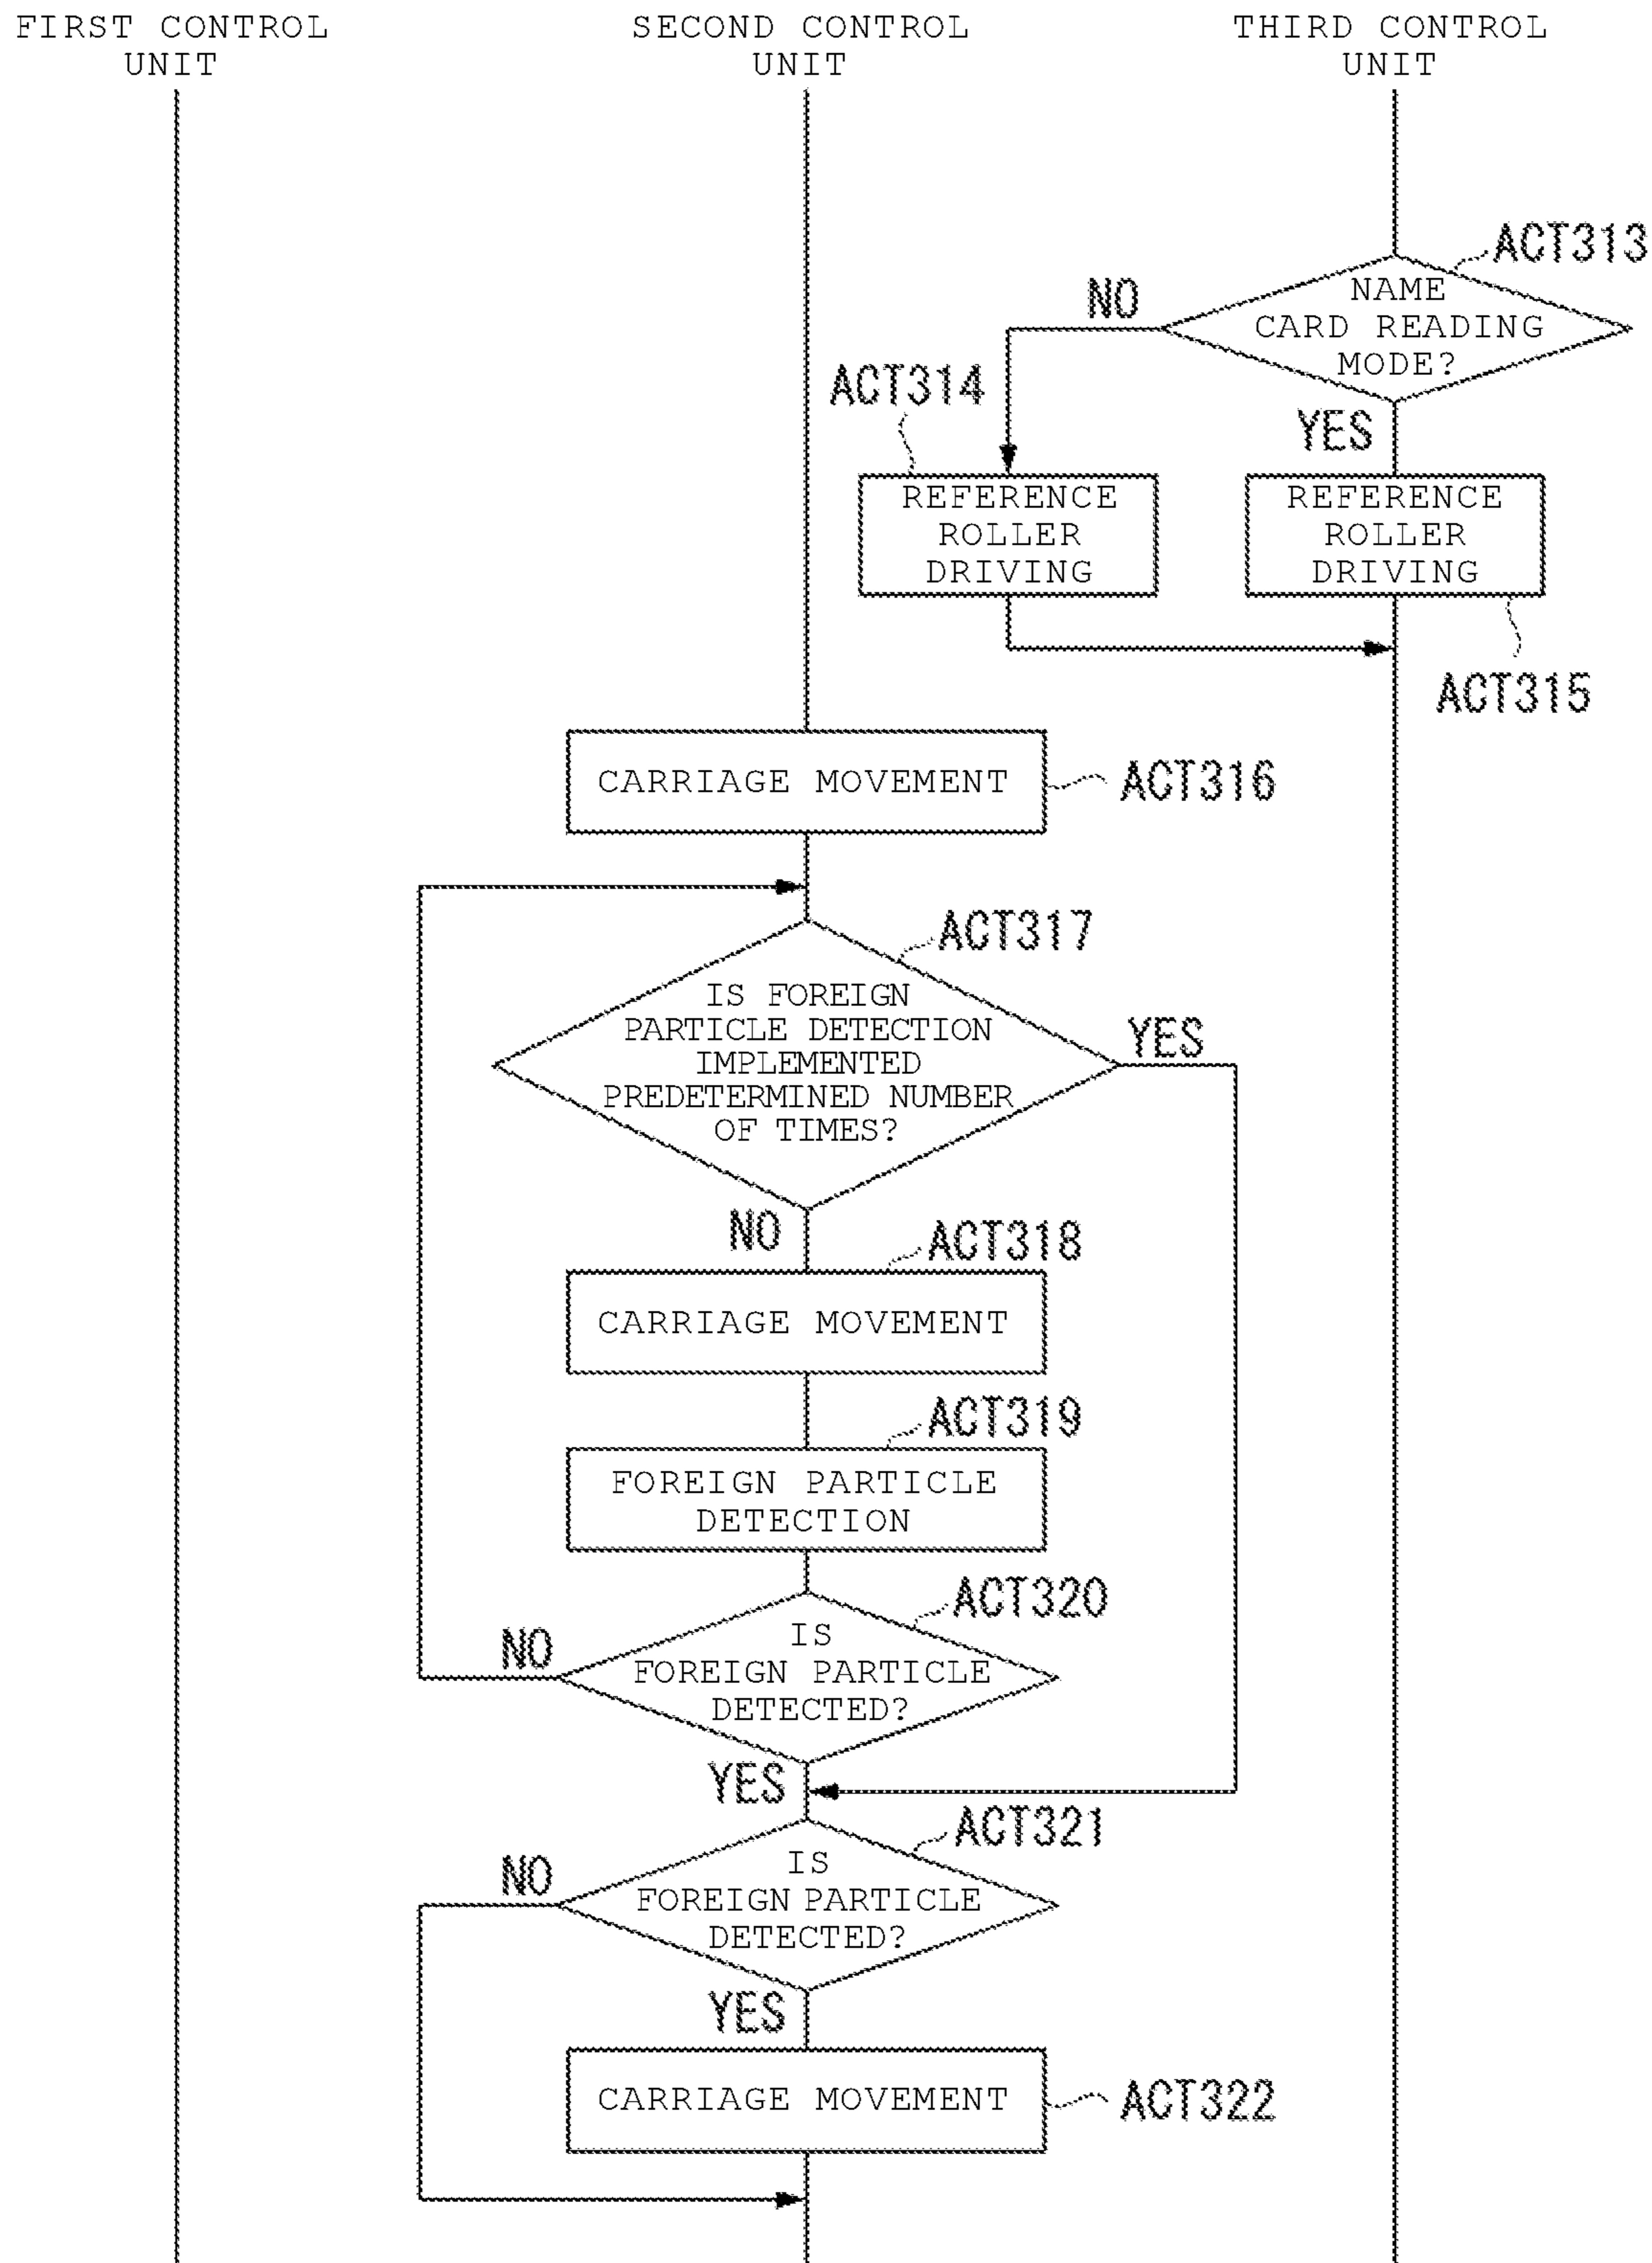 FIRST CONTROL
UNIT
SECOND CONTROL
UNIT
THIRD CONTROL
UNIT
ACT313
NAME
CARD READING
MODE?
NO
YES
ACT314
REFERENCE
ROLLER
DRIVING
REFERENCE
ROLLER
DRIVING
ACT315
CARRIAGE MOVEMENT
ACT316
ACT317
IS FOREIGN
PARTICLE DETECTION
IMPLEMENTED
PREDETERMINED NUMBER
OF TIMES?
YES
NO
ACT318
CARRIAGE MOVEMENT
ACT319
FOREIGN PARTICLE
DETECTION
ACT320
IS
FOREIGN PARTICLE
DETECTED?
NO
YES
ACT321
IS
FOREIGN PARTICLE
DETECTED?
NO
YES
CARRIAGE MOVEMENT
ACT322